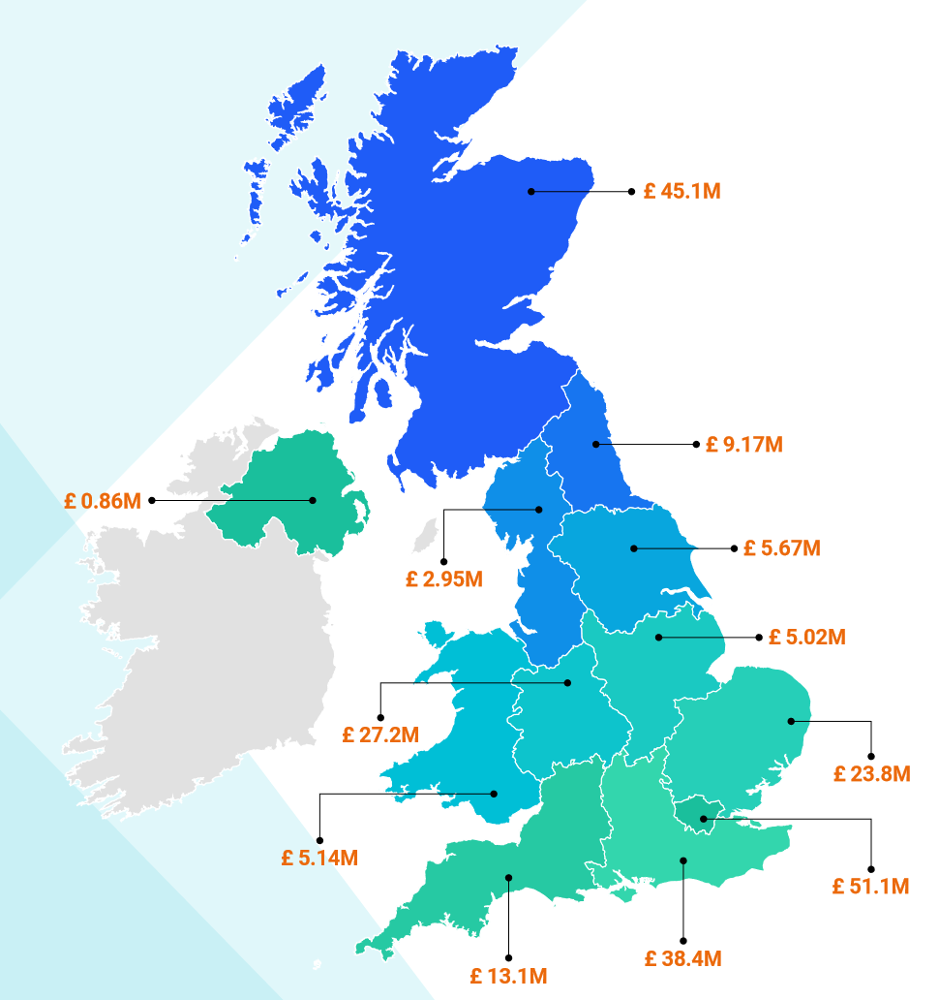 £ 45.1M
£ 9.17M
£ 0.86M
£ 5.67M
£ 2.95M
£ 5.02M
£ 27.2M
£ 23.8M
£ 5.14M
£ 51.1M
£ 38.4M
£ 13.1M